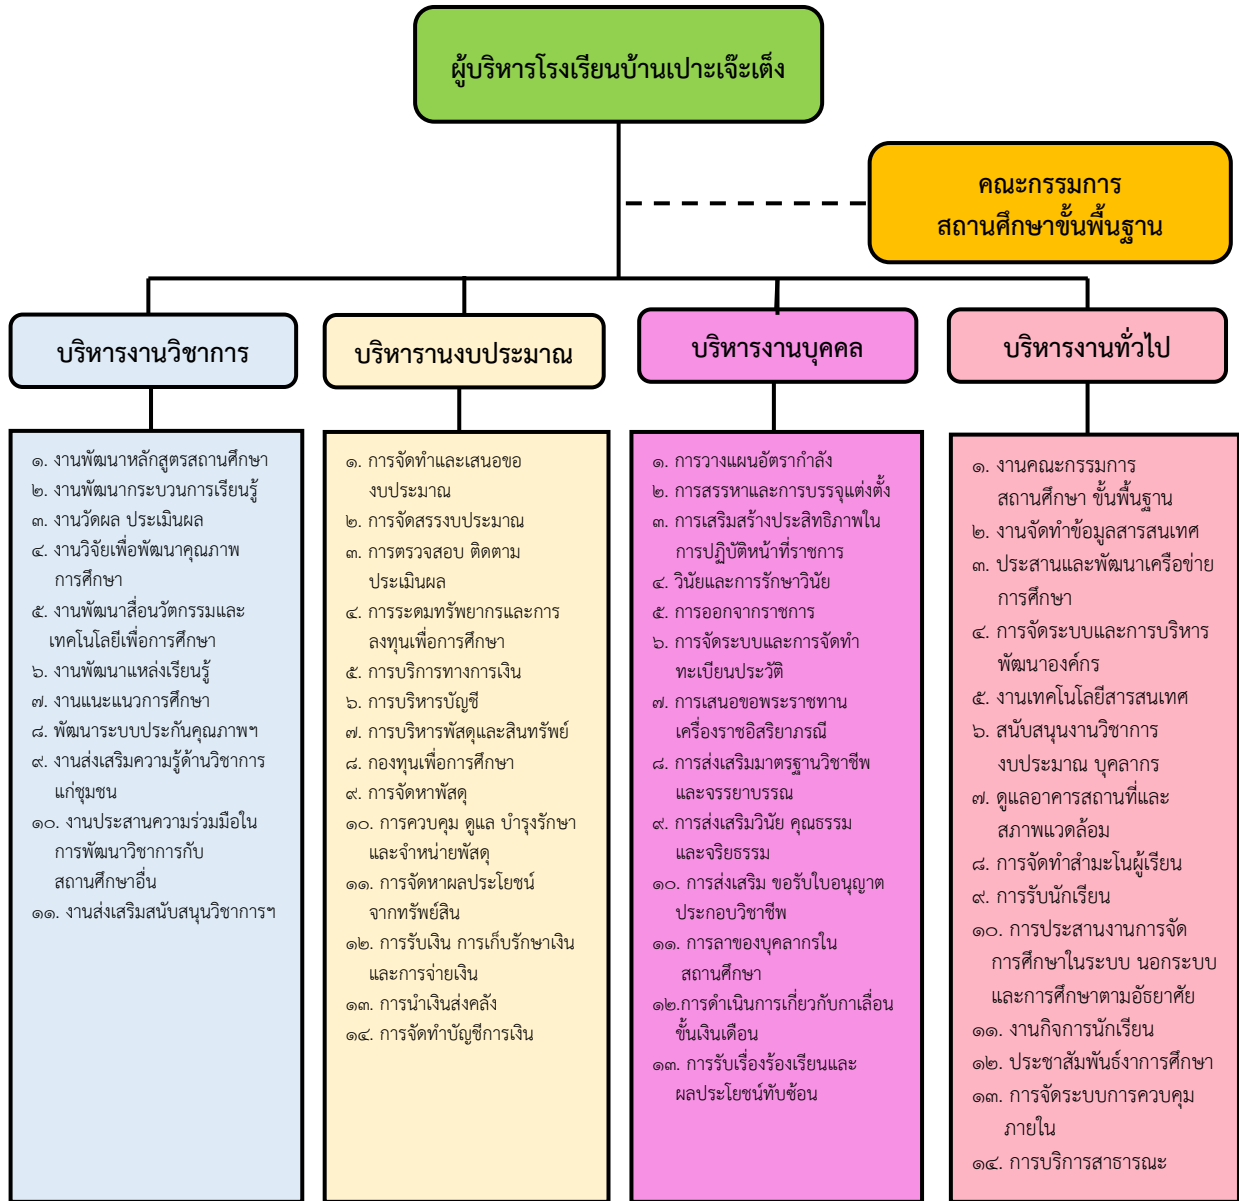 ผู้บริหารโรงเรียนบ้านเปาะเจ๊ะเต็ง
คณะกรรมการ
สถานศึกษาขั้นพื้นฐาน
บริหารงานวิชาการ
๑. งานพัฒนาหลักสูตรสถานศึกษา
๒. งานพัฒนากระบวนการเรียนรู้
๓. งานวัดผล ประเมินผล
๔. งานวิจัยเพื่อพัฒนาคุณภาพ
การศึกษา
๕. งานพัฒนาสื่อนวัตกรรมและ
เทคโนโลยีเพื่อการศึกษา
๖. งานพัฒนาแหล่งเรียนรู้
๗. งานแนะแนวการศึกษา
๘. พัฒนาระบบประกันคุณภาพฯ
๙. งานส่งเสริมความรู้ด้านวิชาการ
แก่ชุมชน
๑๐. งานประสานความร่วมมือใน
การพัฒนาวิชาการกับ
สถานศึกษาอื่น
๑๑. งานส่งเสริมสนับสนุนวิชาการฯ
บริหารานงบประมาณ
๑. การจัดทำและเสนอขอ
งบประมาณ
๒. การจัดสรรงบประมาณ
๓. การตรวจสอบ ติดตาม
ประเมินผล
๔. การระดมทรัพยากรและการ
ลงทุนเพื่อการศึกษา
๕. การบริการทางการเงิน
๖. การบริหารบัญชี
๗. การบริหารพัสดุและสินทรัพย์
๘. กองทุนเพื่อการศึกษา
๙. การจัดหาพัสดุ
๑๐. การควบคุม ดูแล บำรุงรักษา
และจำหน่ายพัสดุ
๑๑. การจัดหาผลประโยชน์
จากทรัพย์สิน
๑๒. การรับเงิน การเก็บรักษาเงิน
และการจ่ายเงิน
๑๓. การนำเงินส่งคลัง
๑๔. การจัดทำบัญชีการเงิน
บริหารงานบุคคล
๑. การวางแผนอัตรากำลัง
๒. การสรรหาและการบรรจุแต่งตั้ง
๓. การเสริมสร้างประสิทธิภาพใน
การปฏิบัติหน้าที่ราชการ
๔. วินัยและการรักษาวินัย
๕. การออกจากราชการ
๖. การจัดระบบและการจัดทำ
ทะเบียนประวัติ
๗. การเสนอขอพระราชทาน
เครื่องราชอิสริยาภรณี
๘. การส่งเสริมมาตรฐานวิชาชีพ
และจรรยาบรรณ
๙. การส่งเสริมวินัย คุณธรรม
และจริยธรรม
๑๐. การส่งเสริม ขอรับใบอนุญาต
ประกอบวิชาชีพ
๑๑. การลาของบุคลากรใน
สถานศึกษา
๑๒.การดำเนินการเกี่ยวกับกาเลื่อน
ขั้นเงินเดือน
๑๓. การรับเรื่องร้องเรียนและ
ผลประโยชน์ทับซ้อน
บริหารงานทั่วไป
๑. งานคณะกรรมการ
สถานศึกษา ขั้นพื้นฐาน
๒. งานจัดทำข้อมูลสารสนเทศ
๓. ประสานและพัฒนาเครือข่าย
การศึกษา
๔. การจัดระบบและการบริหาร
พัฒนาองค์กร
๕. งานเทคโนโลยีสารสนเทศ
๖. สนับสนุนงานวิชาการ
งบประมาณ บุคลากร
๗. ดูแลอาคารสถานที่และ
สภาพแวดล้อม
๘. การจัดทำสำมะโนผู้เรียน
๙. การรับนักเรียน
๑๐. การประสานงานการจัด
การศึกษาในระบบ นอกระบบ
และการศึกษาตามอัธยาศัย
๑๑. งานกิจการนักเรียน
๑๒. ประชาสัมพันธ์งาการศึกษา
๑๓. การจัดระบบการควบคุม
ภายใน
๑๔. การบริการสาธารณะ